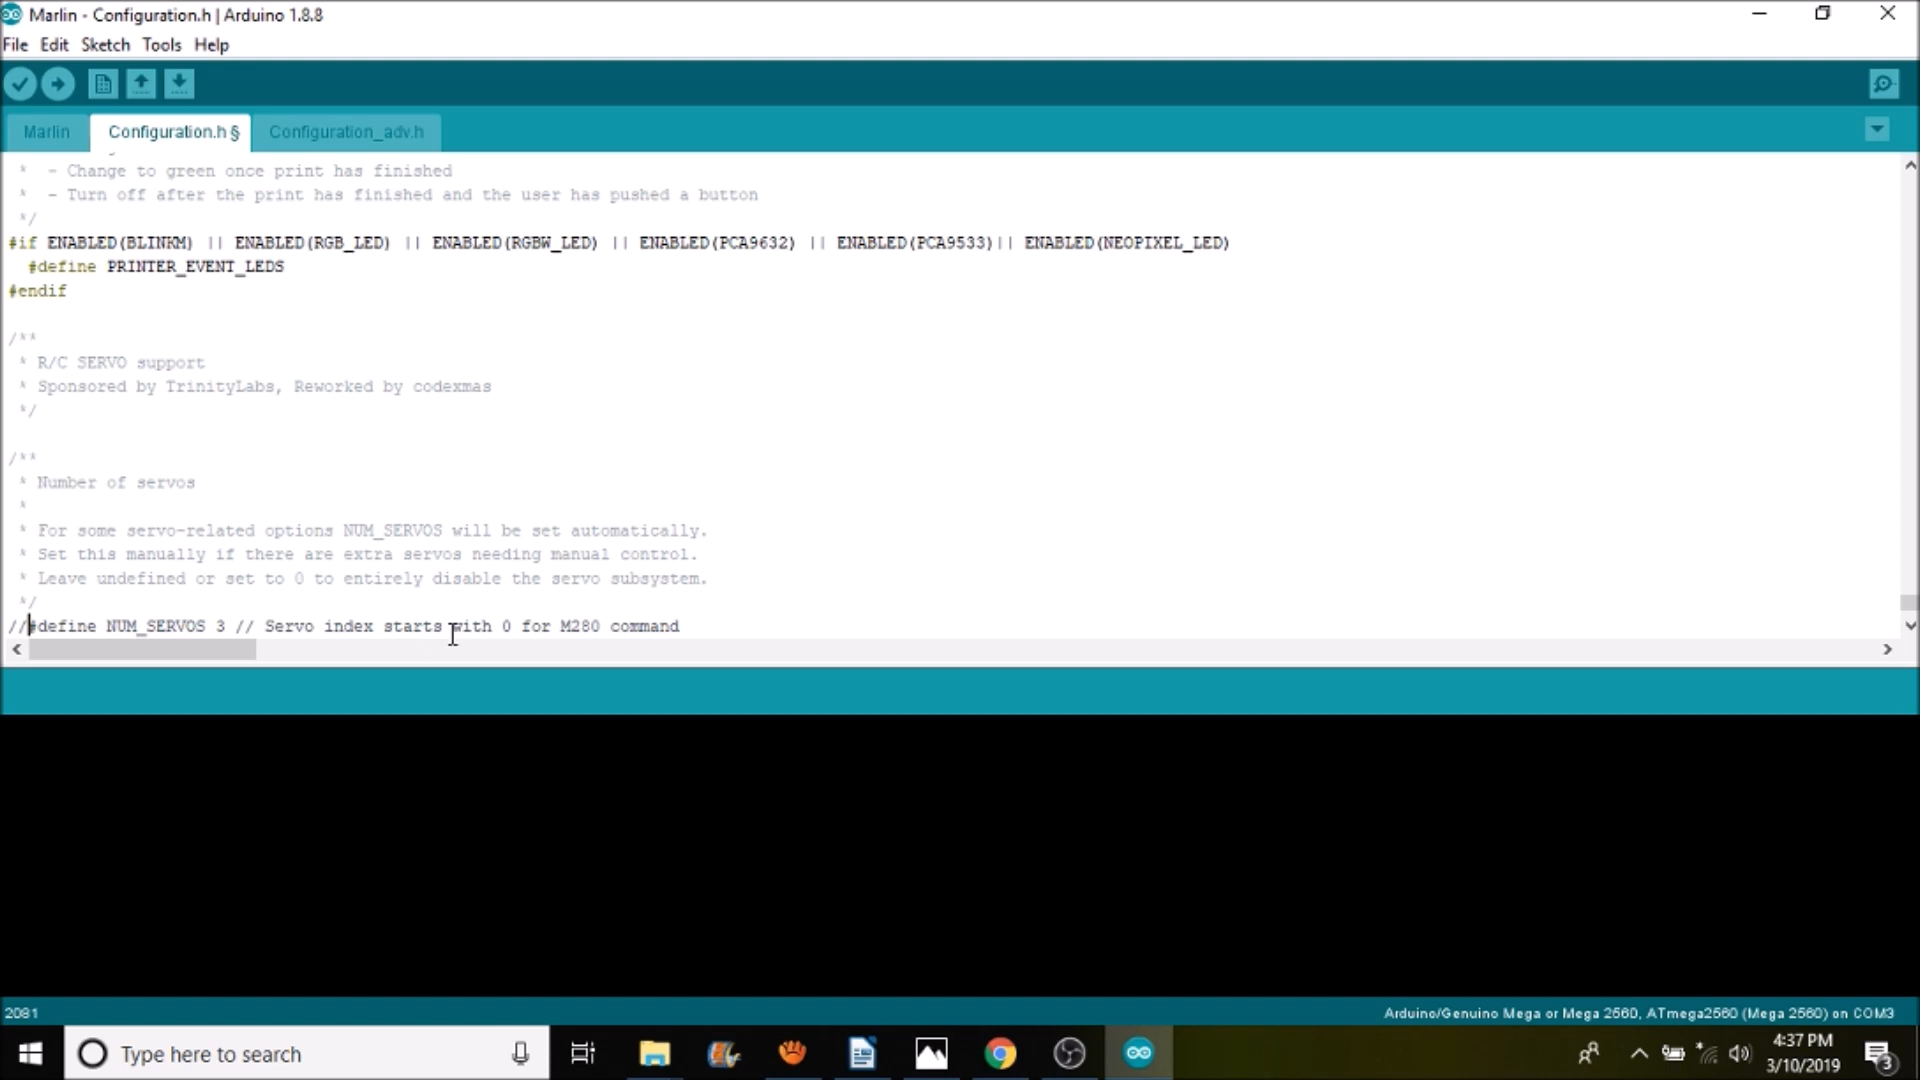 Marlin - Configuration.h | Arduino 1.8.8
File Edit Sketch Tools Help
Marlin Configuration.h § Configuration_adv.h
* - Change to green once print has finished
* - Turn off after the print has finished and the user has pushed a button
*/
#if ENABLED(BLINKM) || ENABLED(RGB_LED) || ENABLED(RGBW_LED) || ENABLED(PCA9632) || ENABLED(PCA9533)|| ENABLED(NEOPIXEL_LED)
#define PRINTER_EVENT_LEDS
#endif
/**
* R/C SERVO support
* Sponsored by TrinityLabs, Reworked by codexmas
*/
/**
* Number of servos
*
* For some servo-related options NUM_SERVOS will be set automatically.
* Set this manually if there are extra servos needing manual control.
* Leave undefined or set to 0 to entirely disable the servo subsystem.
*/
//#define NUM_SERVOS 3 // Servo index starts with 0 for M280 command
2081 Arduino/Genuino Mega or Mega 2560, ATmega2560 (Mega 2560) on COM3
Type here to search
4:37 PM
3/10/2019
3